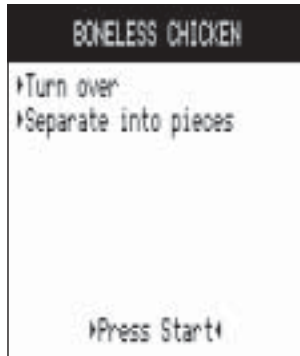 BONELESS CHICKEN
Turn over
Separate into pieces
Press Start